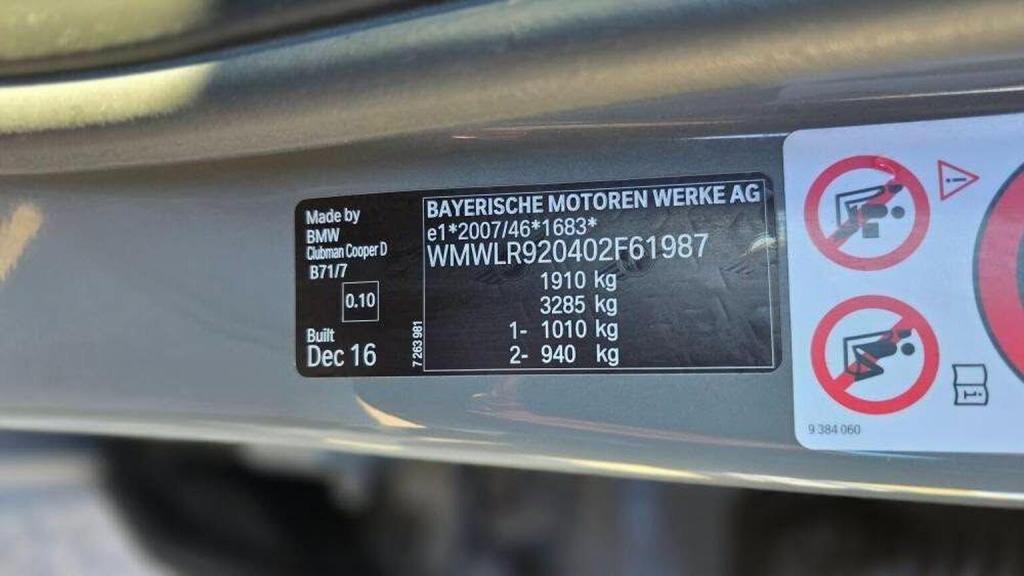 Made by
BMW
Clubman Cooper D
B71/7
0.10
Built
Dec 16
7 263 981
BAYERISCHE MOTOREN WERKE AG
e1*2007/46*1683*
WMWLR920402F61987
1910 kg
3285 kg
1- 1010 kg
2- 940 kg
9 384 060